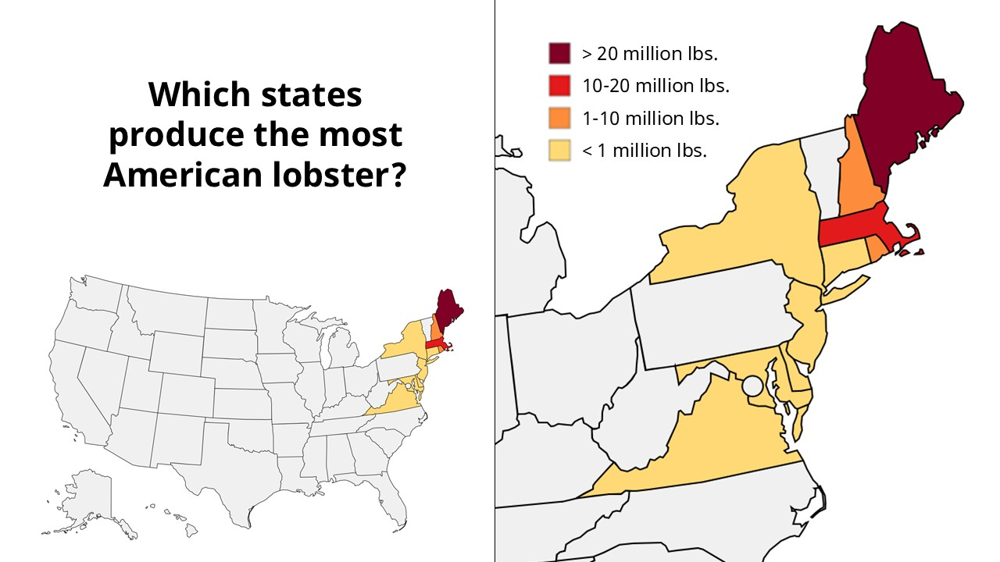 Which states
produce the most
American lobster?
> 20 million lbs.
10-20 million lbs.
1-10 million lbs.
< 1 million lbs.